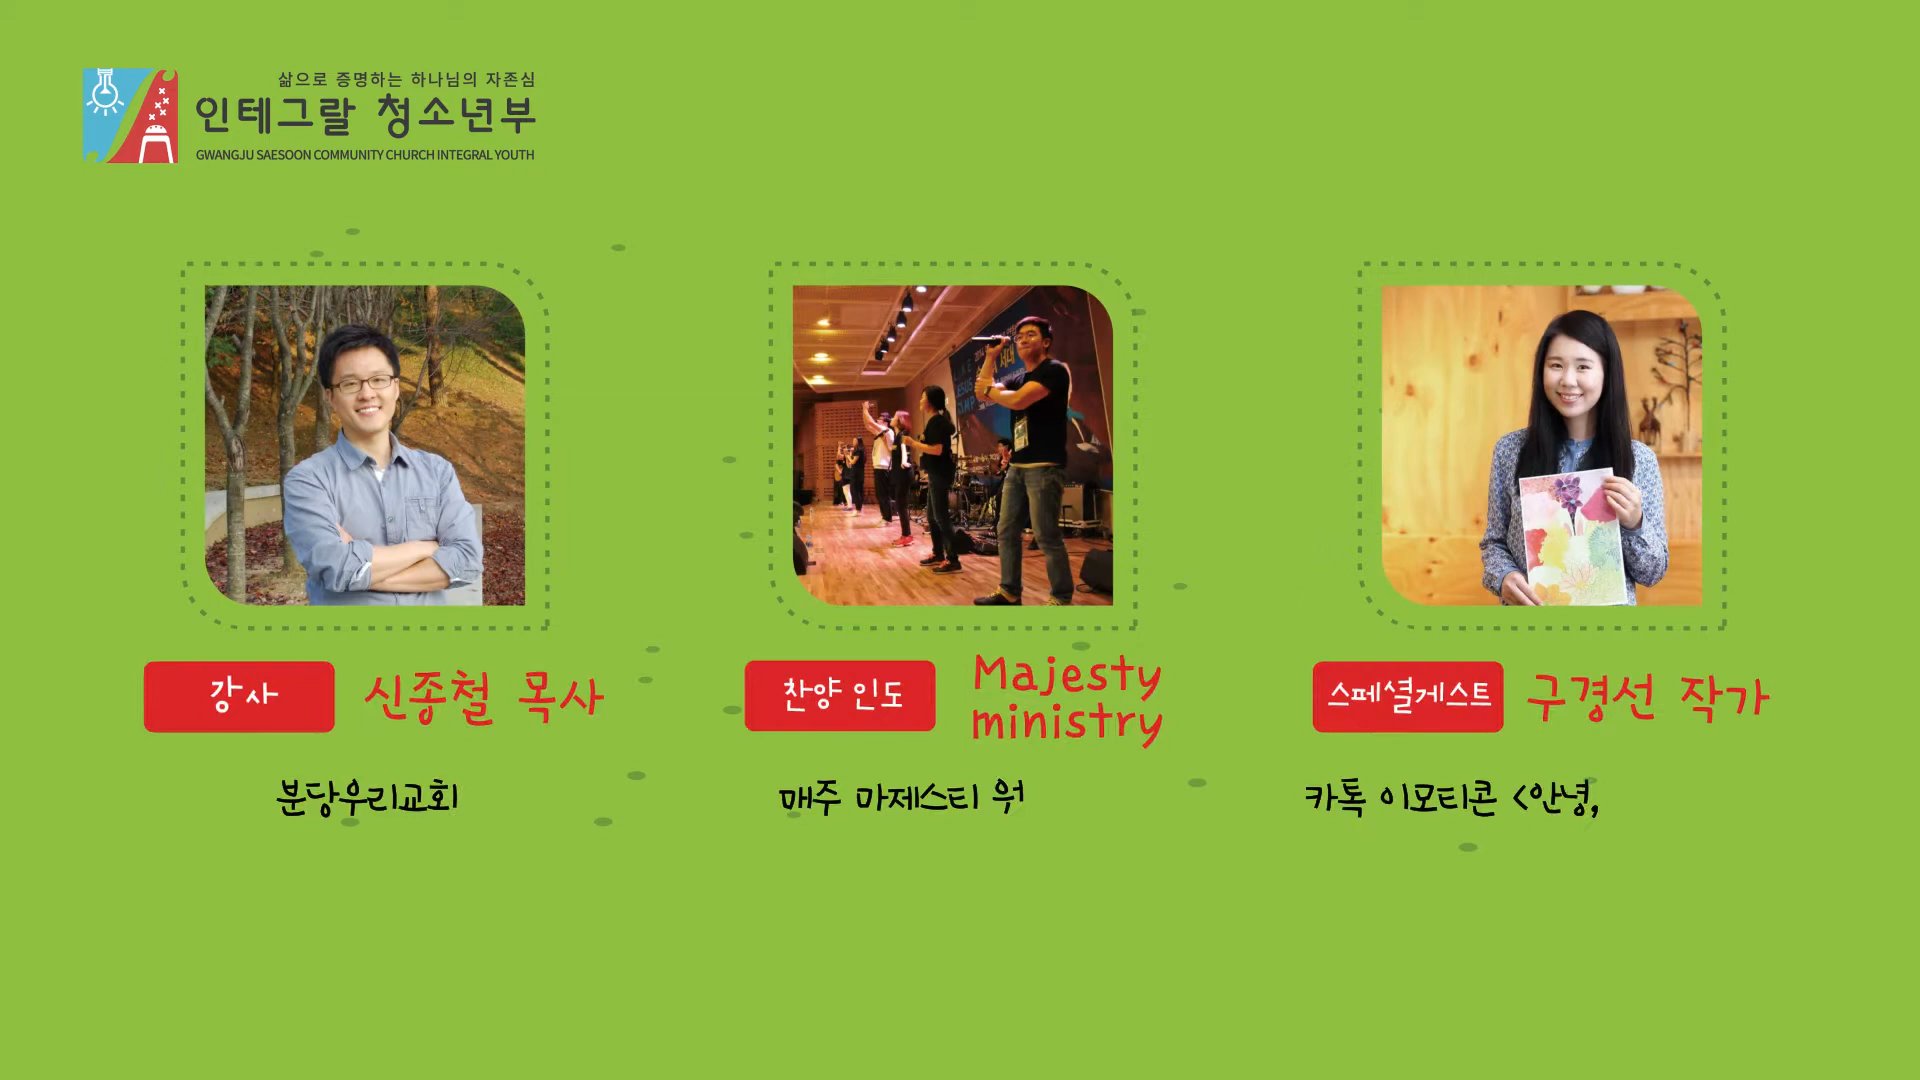 삶으로 증명하는 하나님의 자존심
인테그랄 청소년부
GWANGJU SAESOON COMMUNITY CHURCH INTEGRAL YOUTH
강사 신종철 목사
분당우리교회
찬양 인도 Majesty
ministry
매주 마제스티 워
스페셜게스트 구경선 작가
카톡 이모티콘 <안녕,